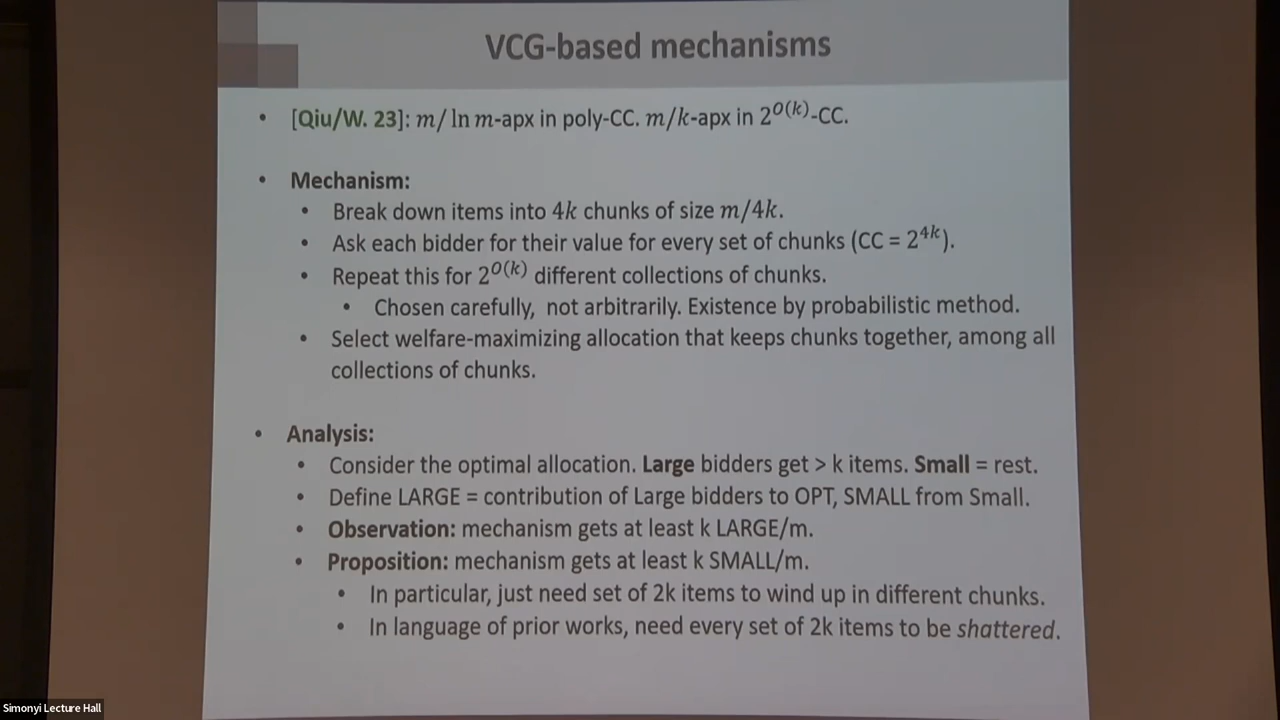 VCG-based mechanisms
• [Qiu/W. 23]: m/ ln m-apx in poly-CC. m/k-apx in 2^O(k)-CC.
• Mechanism:
• Break down items into 4k chunks of size m/4k.
• Ask each bidder for their value for every set of chunks (CC = 2^4k).
• Repeat this for 2^O(k) different collections of chunks.
• Chosen carefully, not arbitrarily. Existence by probabilistic method.
• Select welfare-maximizing allocation that keeps chunks together, among all
collections of chunks.
• Analysis:
• Consider the optimal allocation. Large bidders get > k items. Small = rest.
• Define LARGE = contribution of Large bidders to OPT, SMALL from Small.
• Observation: mechanism gets at least k LARGE/m.
• Proposition: mechanism gets at least k SMALL/m.
• In particular, just need set of 2k items to wind up in different chunks.
• In language of prior works, need every set of 2k items to be shattered.
Simonyi Lecture Hall